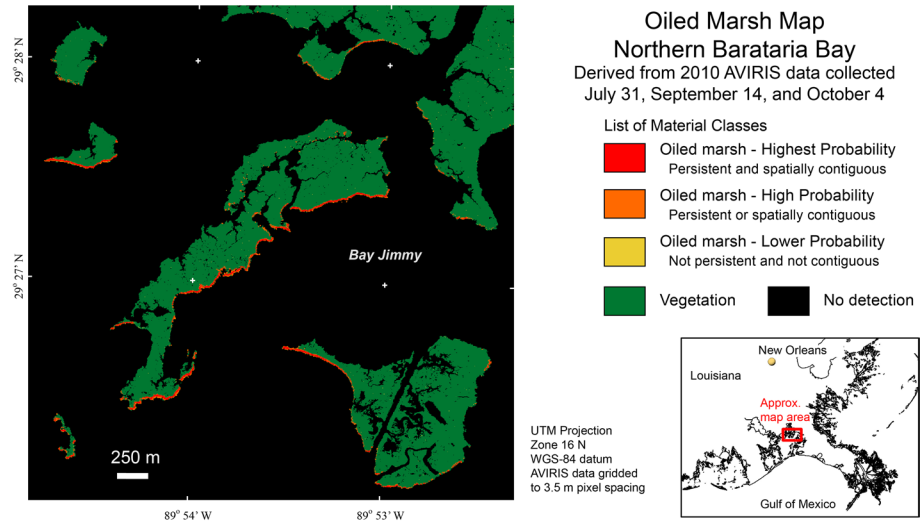 Oiled Marsh Map
Northern Barataria Bay
Derived from 2010 AVIRIS data collected
July 31, September 14, and October 4
List of Material Classes
Oiled marsh - Highest Probability
Persistent and spatially contiguous
Oiled marsh - High Probability
Persistent or spatially contiguous
Oiled marsh - Lower Probability
Not persistent and not contiguous
Vegetation
No detection
29° 28' N
29° 27' N
Bay Jimmy
250 m
89° 54' W
89° 53' W
UTM Projection
Zone 16 N
WGS-84 datum
AVIRIS data gridded
to 3.5 m pixel spacing
New Orleans
Louisiana
Approx.
map area
Gulf of Mexico